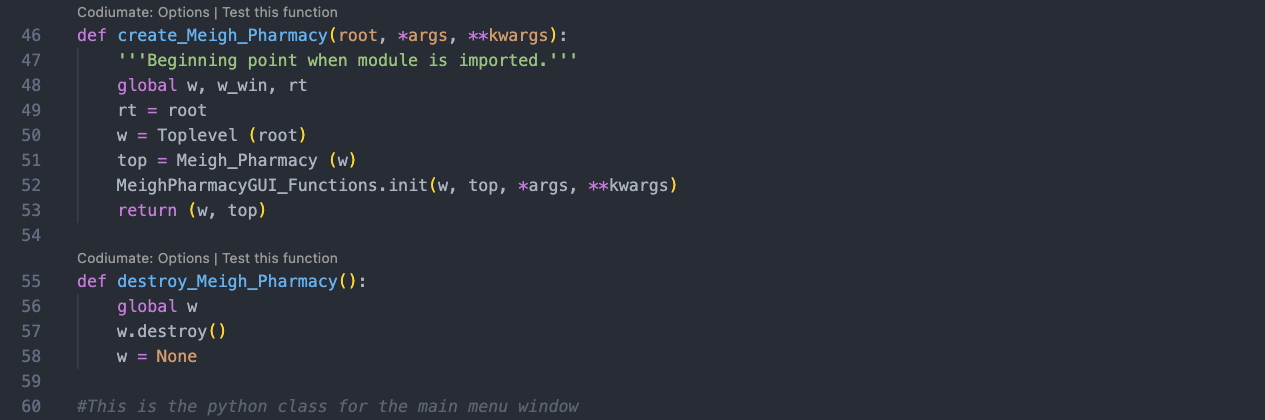 Codiumate: Options | Test this function
46 def create_Meigh_Pharmacy(root, *args, **kwargs):
47 '''Beginning point when module is imported.'''
48 global w, w_win, rt
49 rt = root
50 w = Toplevel (root)
51 top = Meigh_Pharmacy (w)
52 MeighPharmacyGUI_Functions.init(w, top, *args, **kwargs)
53 return (w, top)
54
Codiumate: Options | Test this function
55 def destroy_Meigh_Pharmacy():
56 global w
57 w.destroy()
58 w = None
59
60 #This is the python class for the main menu window